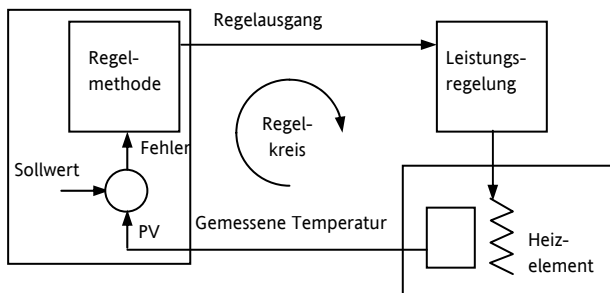 Regelausgang
Regel-
methode
Leistungs-
regelung
Regel-
kreis
Fehler
Sollwert
PV
Gemessene Temperatur
Heiz-
element